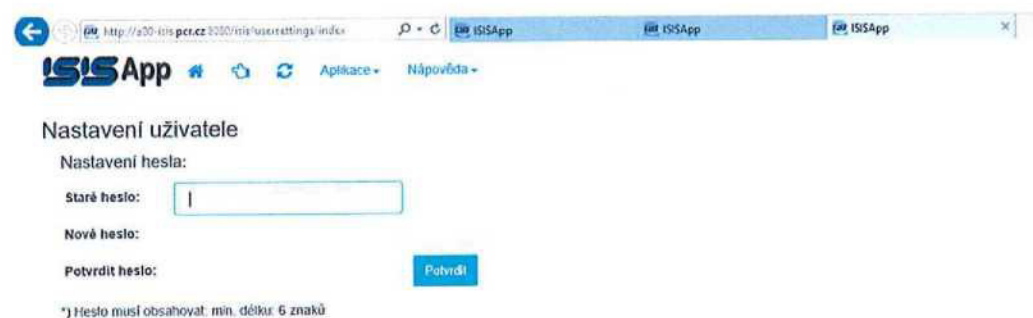 http://a00-isis.pcr.cz:8080/isis/usersettings/index
ISISApp
ISISApp
ISISApp
ISISApp
Aplikace
Nápověda
Nastavení uživatele
Nastavení hesla:
Staré heslo:
Nové heslo:
Potvrdit heslo:
Potvrdit
*) Heslo musí obsahovat: min. délku: 6 znaků